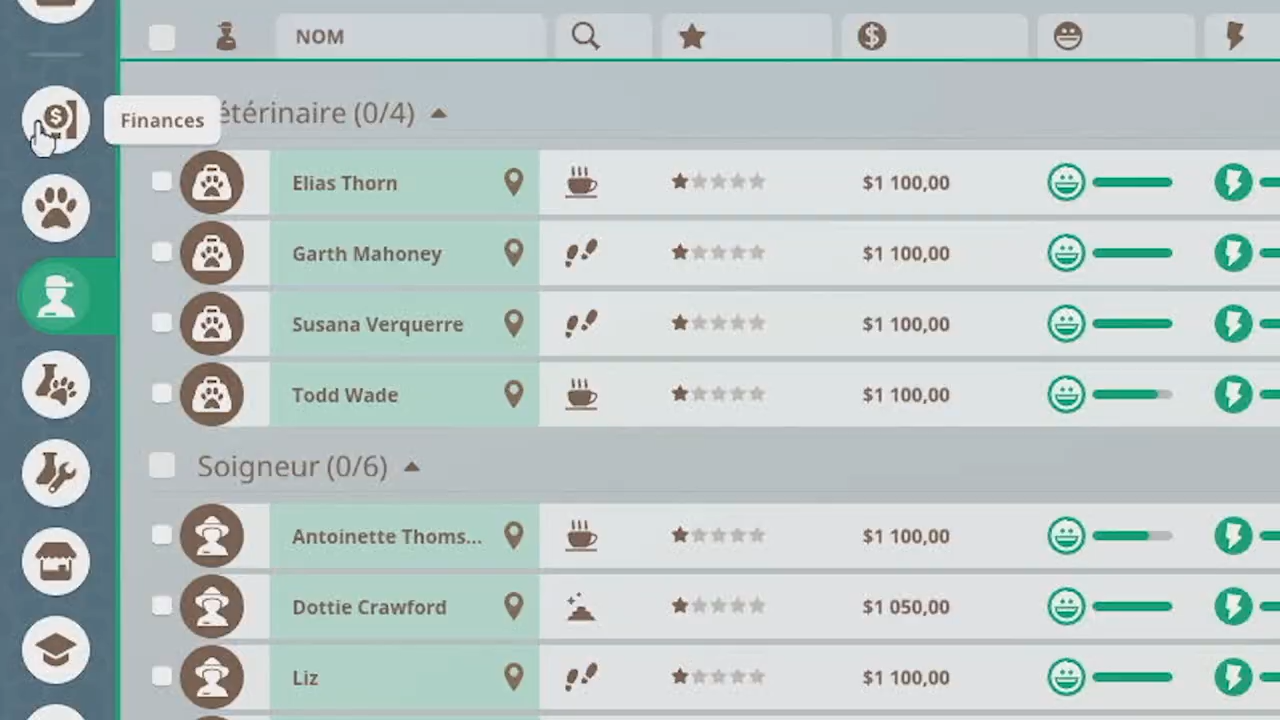 NOM
Finances
étérinaire (0/4)
Elias Thorn $1 100,00
Garth Mahoney $1 100,00
Susana Verquerre $1 100,00
Todd Wade $1 100,00
Soigneur (0/6)
Antoinette Thoms... $1 100,00
Dottie Crawford $1 050,00
Liz $1 100,00